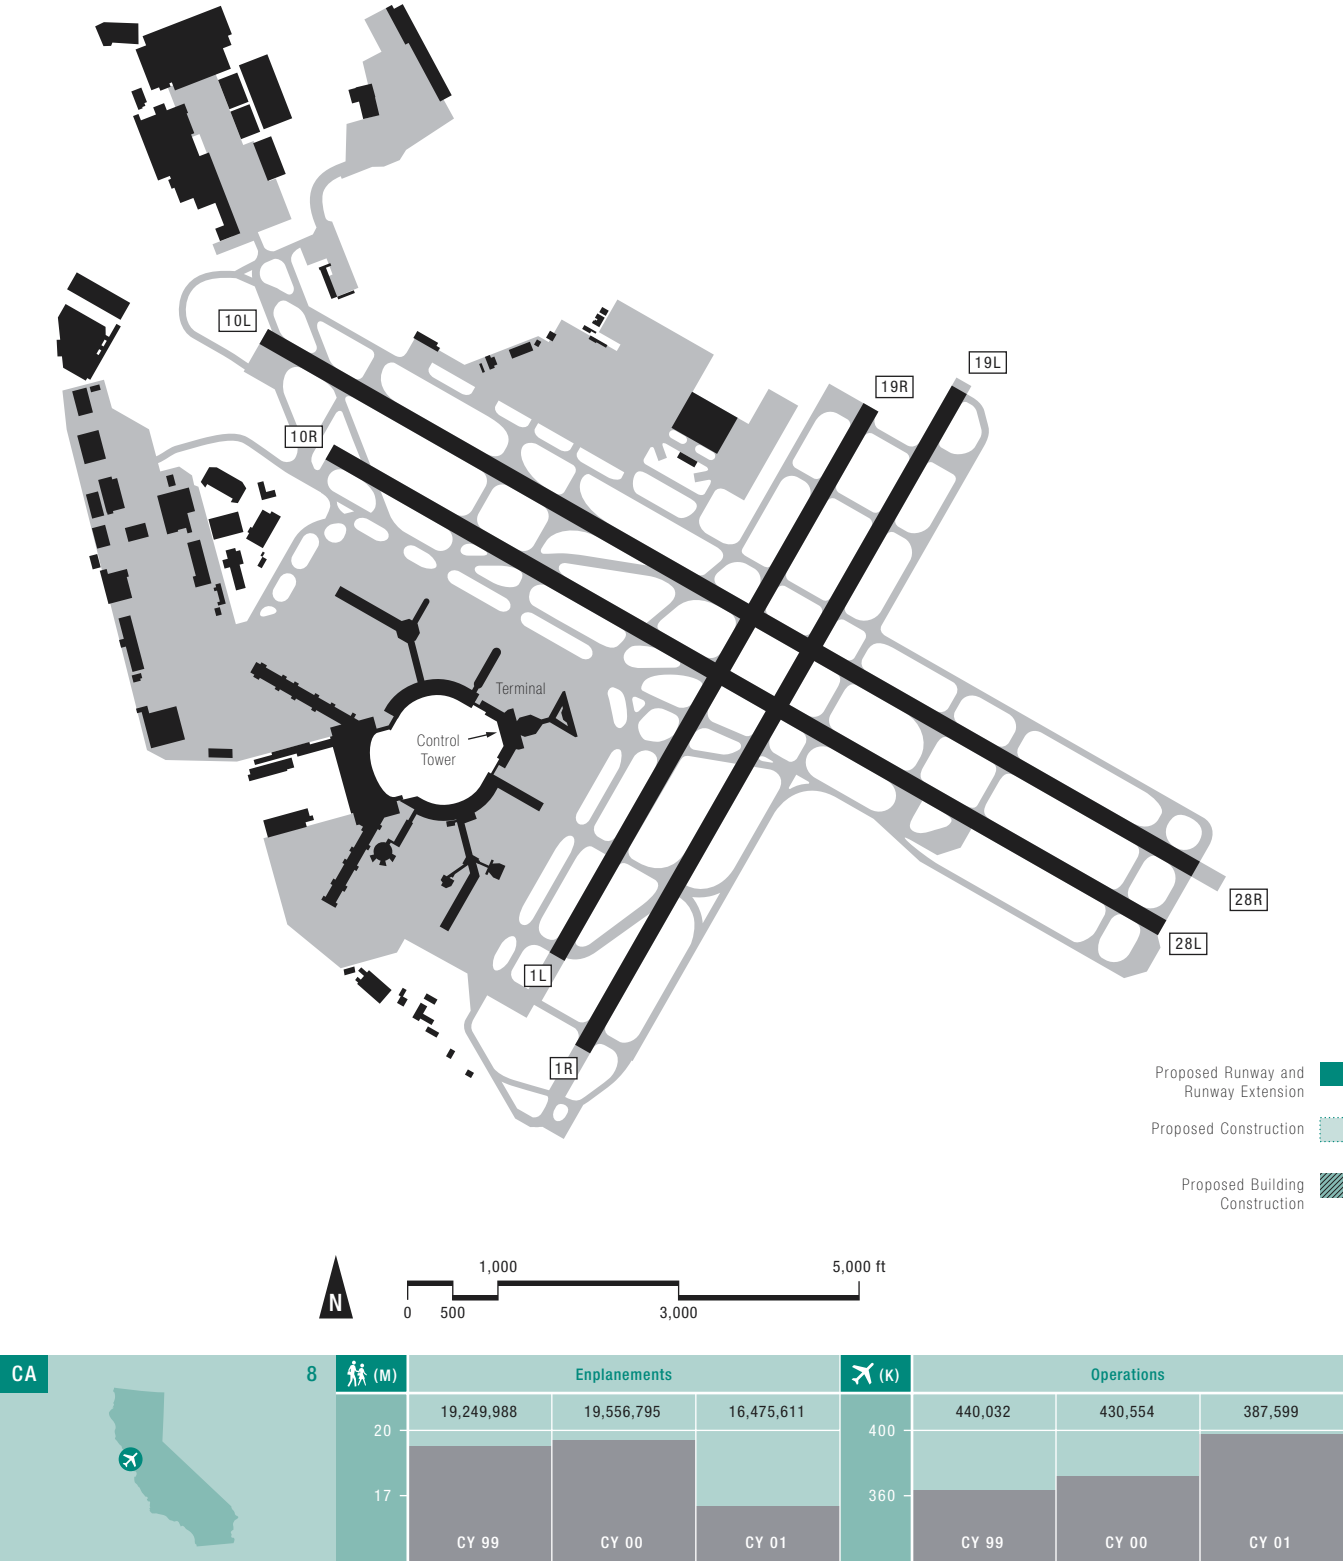 10L
19L
19R
10R
Terminal
Control
Tower
28R
28L
1L
1R
Proposed Runway and
Runway Extension
Proposed Construction
Proposed Building
Construction
N
1,000
5,000 ft
0
500
3,000
CA
8
(M)
Enplanements
(K)
Operations
19,249,988
19,556,795
16,475,611
440,032
430,554
387,599
20
400
17
360
CY 99
CY 00
CY 01
CY 99
CY 00
CY 01